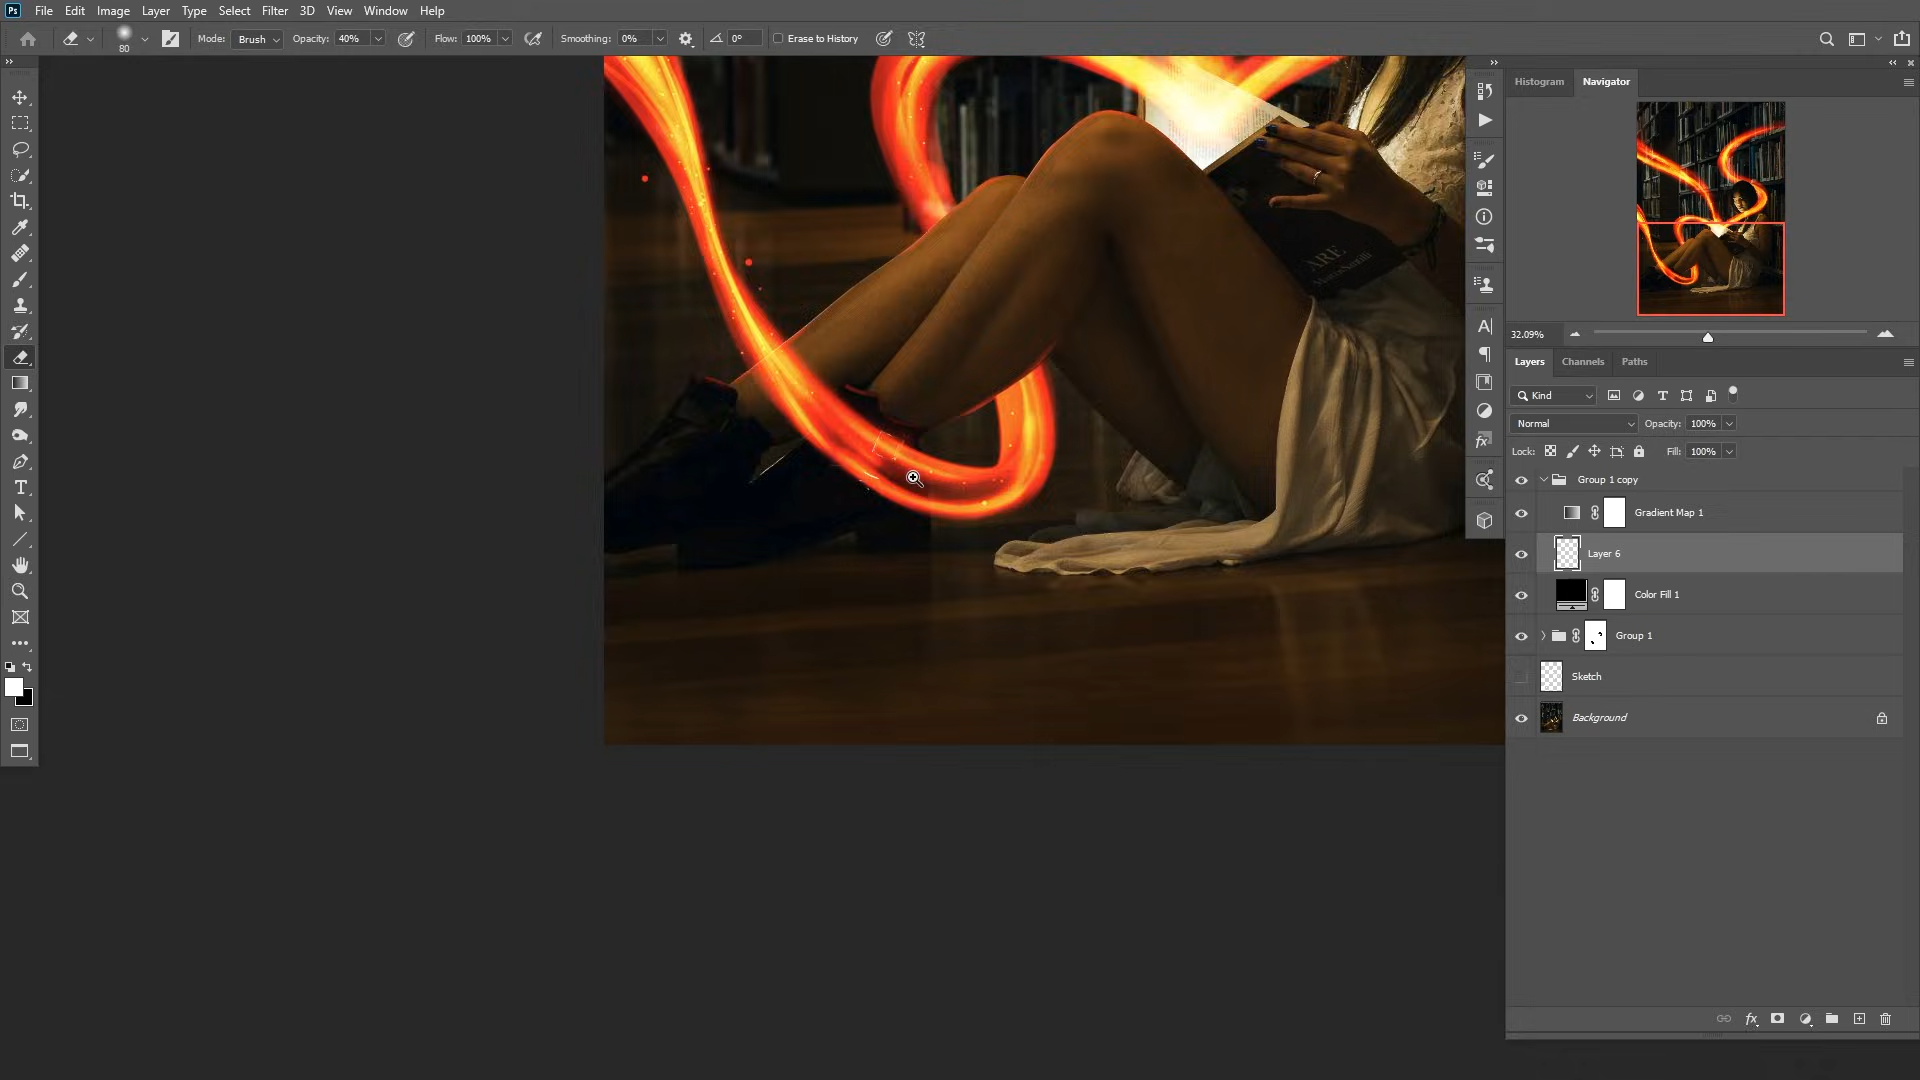 Ps File Edit Image Layer Type Select Filter 3D View Window Help
80 Mode: Brush Opacity: 40% Flow: 100% Smoothing: 0% 0° Erase to History
Histogram Navigator
32.09%
Layers Channels Paths
Kind
Normal Opacity: 100%
Lock: Fill: 100%
Group 1 copy
Gradient Map 1
Layer 6
Color Fill 1
Group 1
Sketch
Background